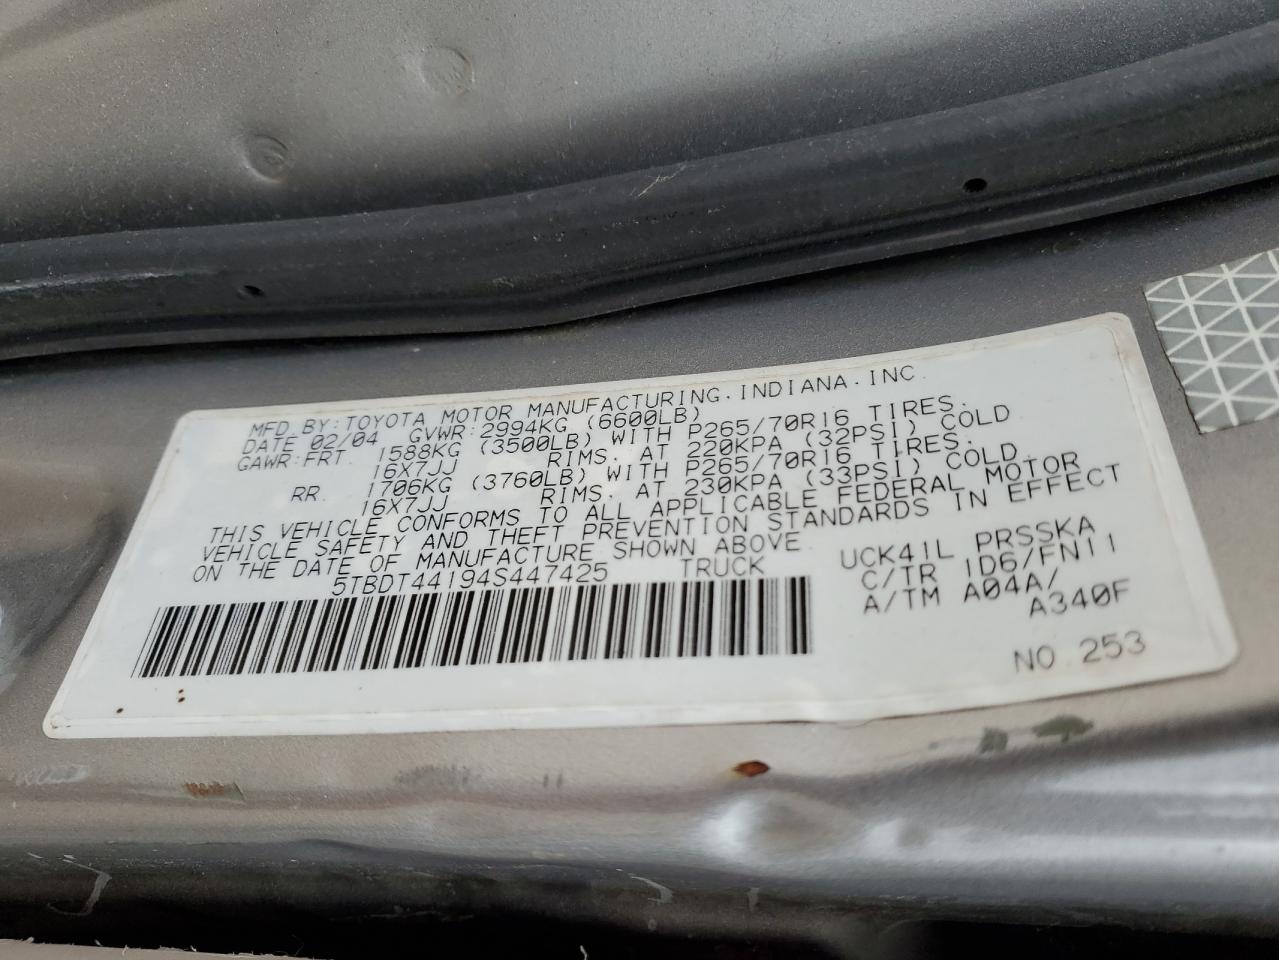 MFD. BY: TOYOTA MOTOR MANUFACTURING. INDIANA. INC.
DATE 02/04 GVWR: 2994KG (6600LB)
GAWR: FRT. 1588KG (3500LB) WITH P265/70R16 TIRES.
16X7JJ RIMS. AT 220KPA (32PSI) COLD
RR. 1706KG (3760LB) WITH P265/70R16 TIRES.
16X7JJ RIMS. AT 230KPA (33PSI) COLD.
THIS VEHICLE CONFORMS TO ALL APPLICABLE FEDERAL MOTOR
VEHICLE SAFETY AND THEFT PREVENTION STANDARDS IN EFFECT
ON THE DATE OF MANUFACTURE SHOWN ABOVE.
5TBDT44194S447425 TRUCK
UCK41L PRSSKA
C/TR 1D6/FN11
A/TM A04A/
A340F
NO. 253